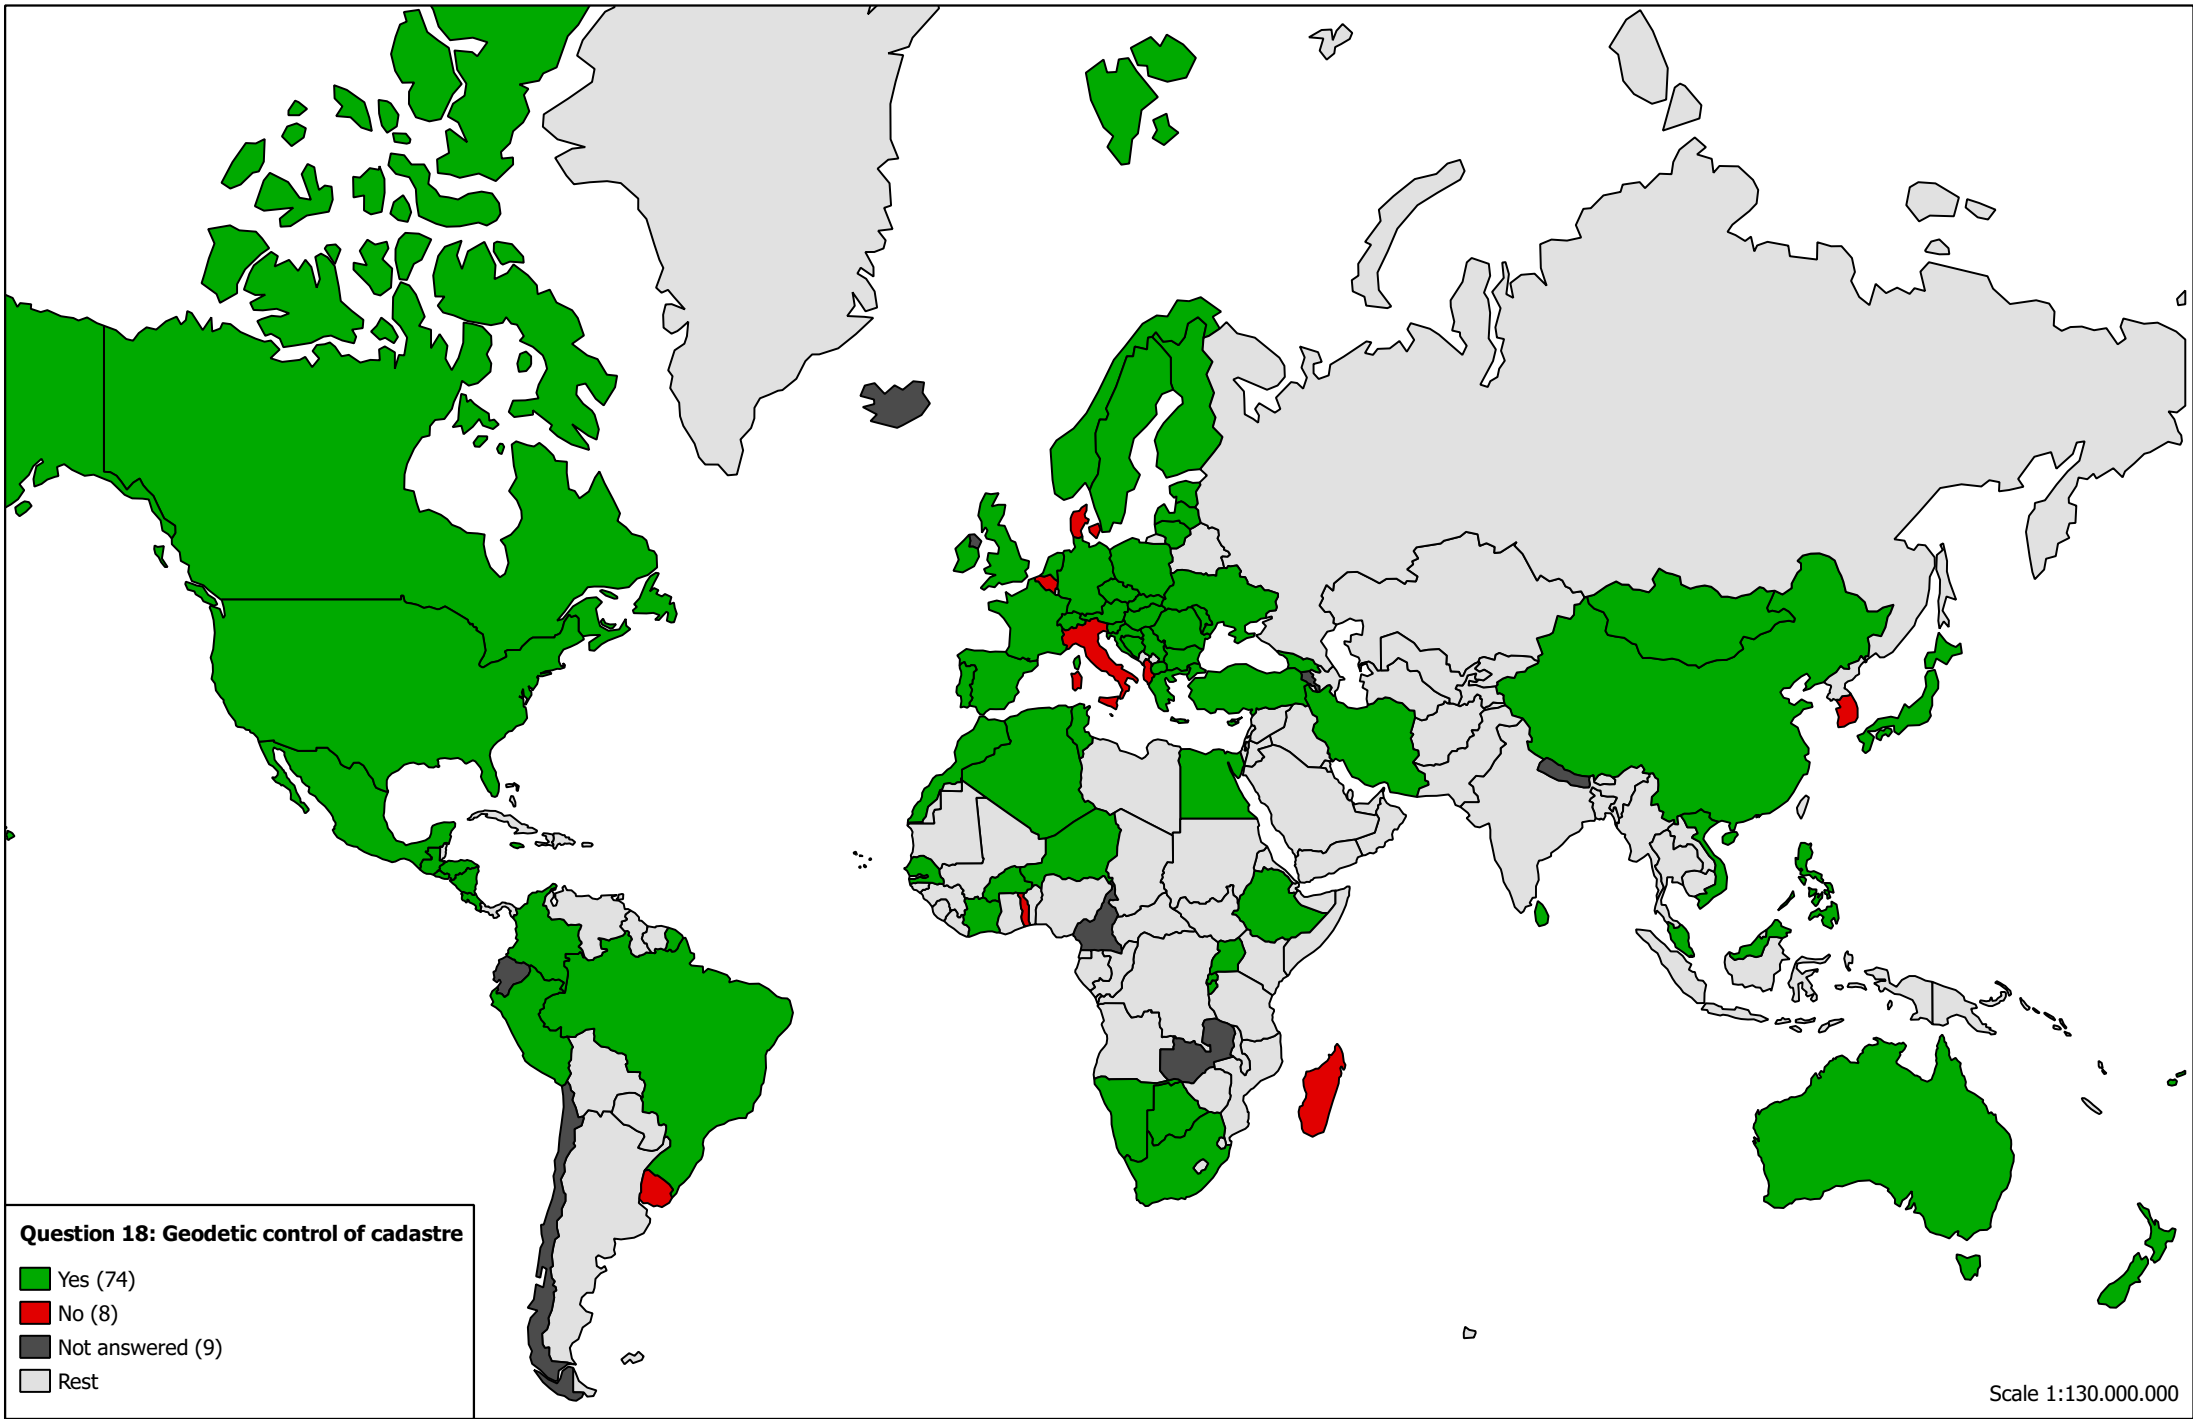 Question 18: Geodetic control of cadastre
Yes (74)
No (8)
Not answered (9)
Rest
Scale 1:130.000.000